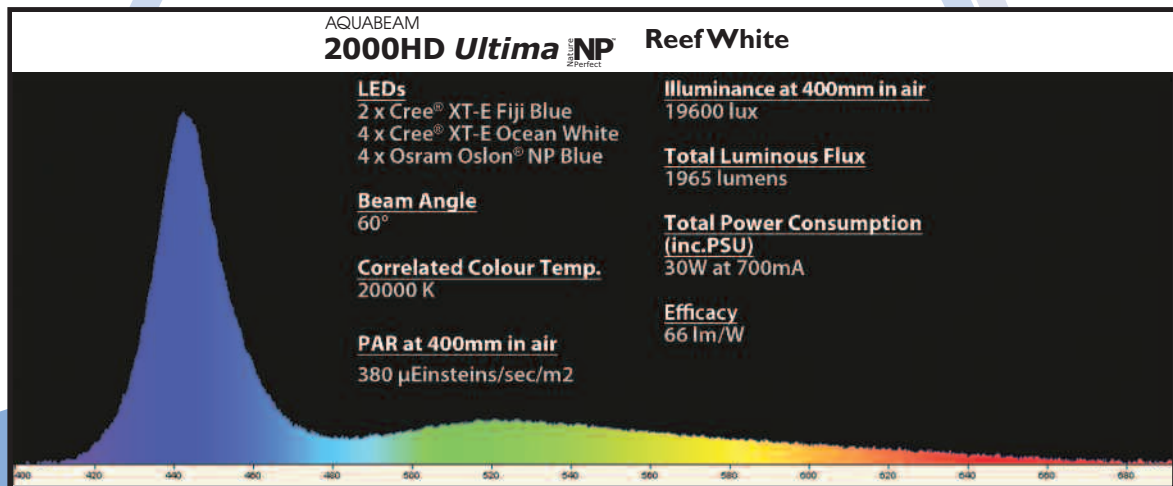 AQUABEAM
2000HD Ultima Nature NP™ Perfect Reef White
LEDs
2 x Cree® XT-E Fiji Blue
4 x Cree® XT-E Ocean White
4 x Osram Oslon® NP Blue
Beam Angle
60°
Correlated Colour Temp.
20000 K
PAR at 400mm in air
380 µEinsteins/sec/m2
Illuminance at 400mm in air
19600 lux
Total Luminous Flux
1965 lumens
Total Power Consumption
(inc.PSU)
30W at 700mA
Efficacy
66 lm/W
400 420 440 460 480 500 520 540 560 580 600 620 640 660 680